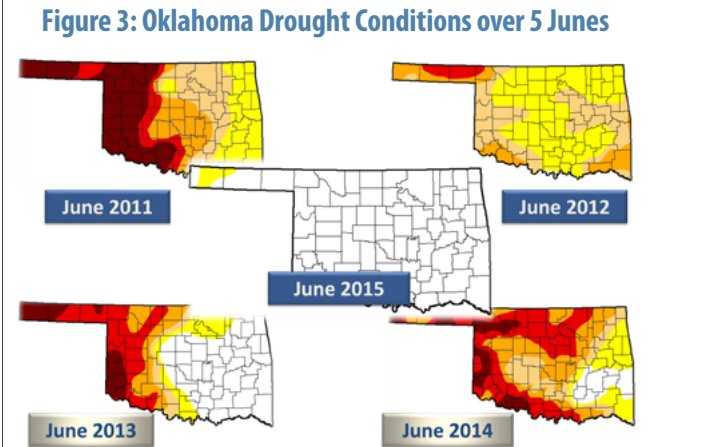 Figure 3: Oklahoma Drought Conditions over 5 Junes
June 2011
June 2012
June 2015
June 2013
June 2014